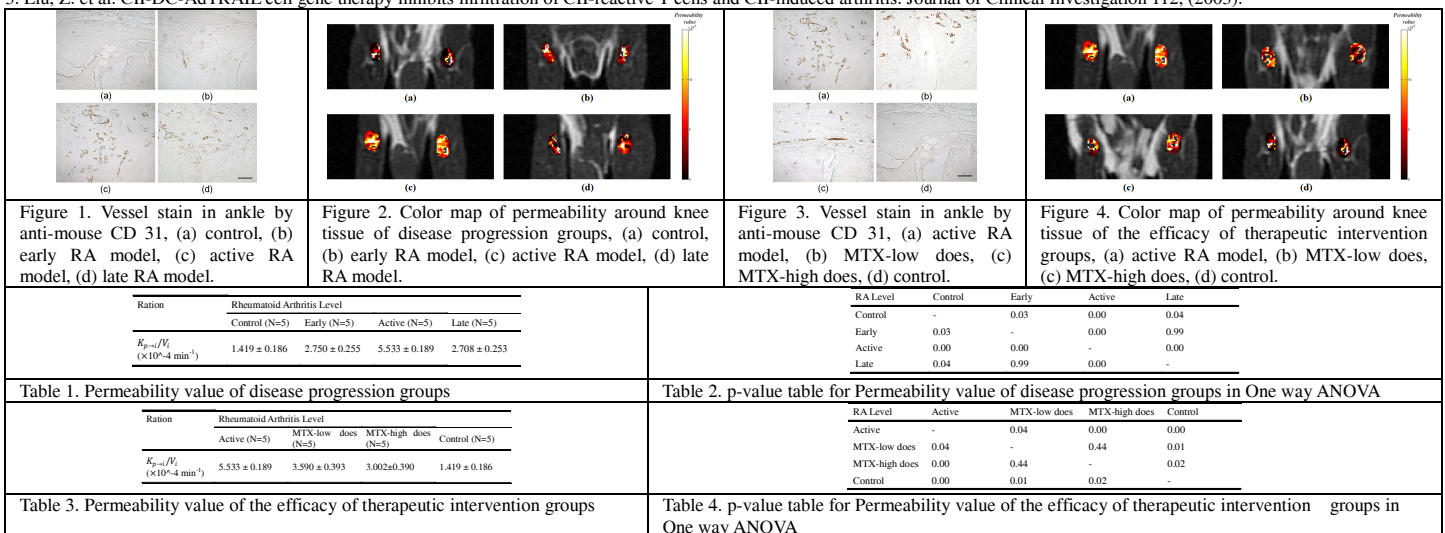 3. Liu, Z. et al. CII-DC-AdTRAIL cell gene therapy inhibits infiltration of CII-reactive T cells and CII-induced arthritis. Journal of Clinical Investigation 112, (2003).
(a)
(b)
(c)
(d)
Permeability
value
(a)
(b)
(c)
(d)
(a)
(b)
(c)
(d)
Permeability
value
(a)
(b)
(c)
(d)
Figure 1. Vessel stain in ankle by
anti-mouse CD 31, (a) control, (b)
early RA model, (c) active RA
model, (d) late RA model.
Figure 2. Color map of permeability around knee
tissue of disease progression groups, (a) control,
(b) early RA model, (c) active RA model, (d) late
RA model.
Figure 3. Vessel stain in ankle by
anti-mouse CD 31, (a) active RA
model, (b) MTX-low does, (c)
MTX-high does, (d) control.
Figure 4. Color map of permeability around knee
tissue of the efficacy of therapeutic intervention
groups, (a) active RA model, (b) MTX-low does,
(c) MTX-high does, (d) control.
Ration Rheumatoid Arthritis Level
Control (N=5) Early (N=5) Active (N=5) Late (N=5)
K_{p→i}/V_i 1.419 ± 0.186 2.750 ± 0.255 5.533 ± 0.189 2.708 ± 0.253
(×10^-4 min⁻¹)
Table 1. Permeability value of disease progression groups
RA Level Control Early Active Late
Control - 0.03 0.00 0.04
Early 0.03 - 0.00 0.99
Active 0.00 0.00 - 0.00
Late 0.04 0.99 0.00 -
Table 2. p-value table for Permeability value of disease progression groups in One way ANOVA
Ration Rheumatoid Arthritis Level
Active (N=5) MTX-low does (N=5) MTX-high does (N=5) Control (N=5)
K_{p→i}/V_i 5.533 ± 0.189 3.590 ± 0.393 3.002±0.390 1.419 ± 0.186
(×10^-4 min⁻¹)
Table 3. Permeability value of the efficacy of therapeutic intervention groups
RA Level Active MTX-low does MTX-high does Control
Active - 0.04 0.00 0.00
MTX-low does 0.04 - 0.44 0.01
MTX-high does 0.00 0.44 - 0.02
Control 0.00 0.01 0.02 -
Table 4. p-value table for Permeability value of the efficacy of therapeutic intervention groups in
One way ANOVA